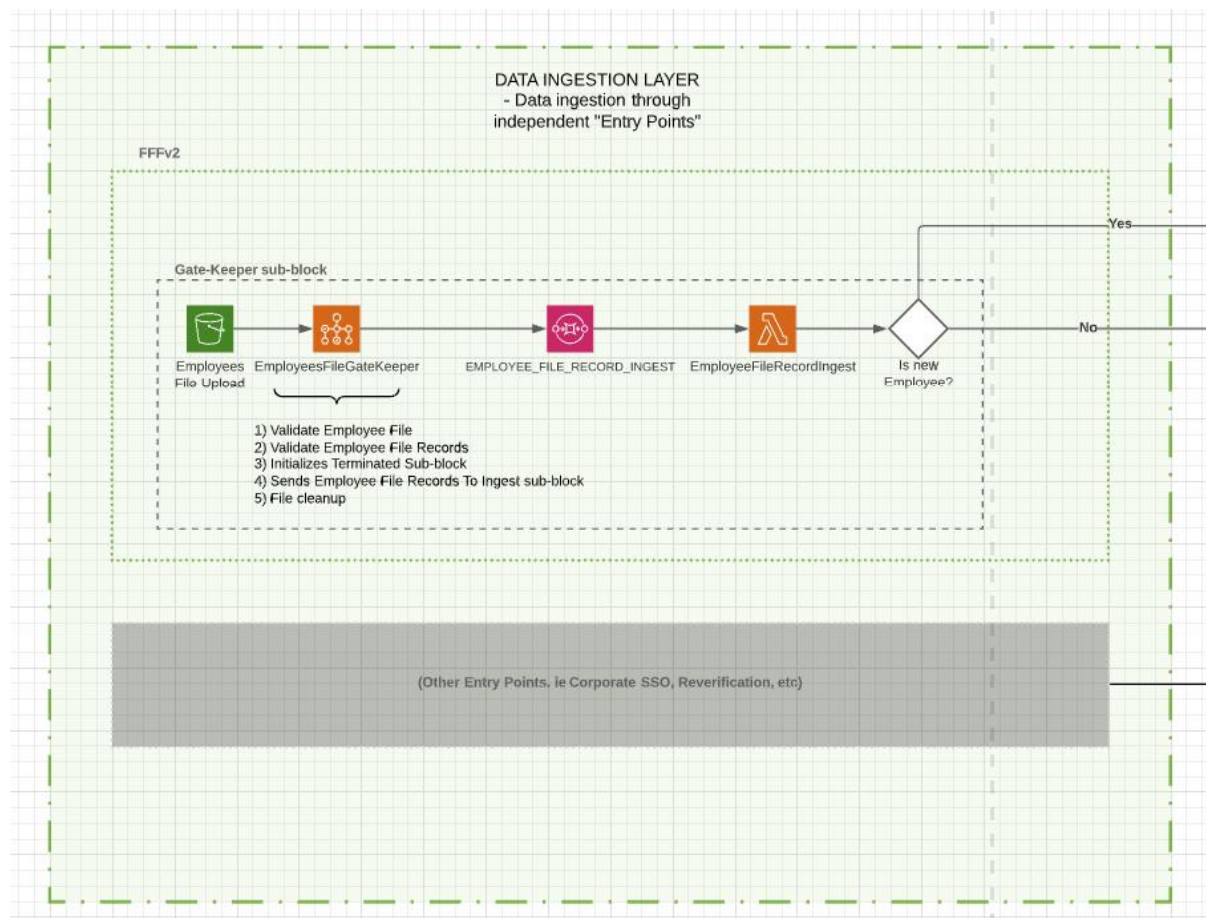 DATA INGESTION LAYER
- Data ingestion through
independent "Entry Points"
FFFv2
Yes
Gate-Keeper sub-block
No
Employees
File Upload
EmployeesFileGateKeeper
EMPLOYEE_FILE_RECORD_INGEST
EmployeeFileRecordIngest
Is new
Employee?
1) Validate Employee File
2) Validate Employee File Records
3) Initializes Terminated Sub-block
4) Sends Employee File Records To Ingest sub-block
5) File cleanup
(Other Entry Points. ie Corporate SSO, Reverification, etc)